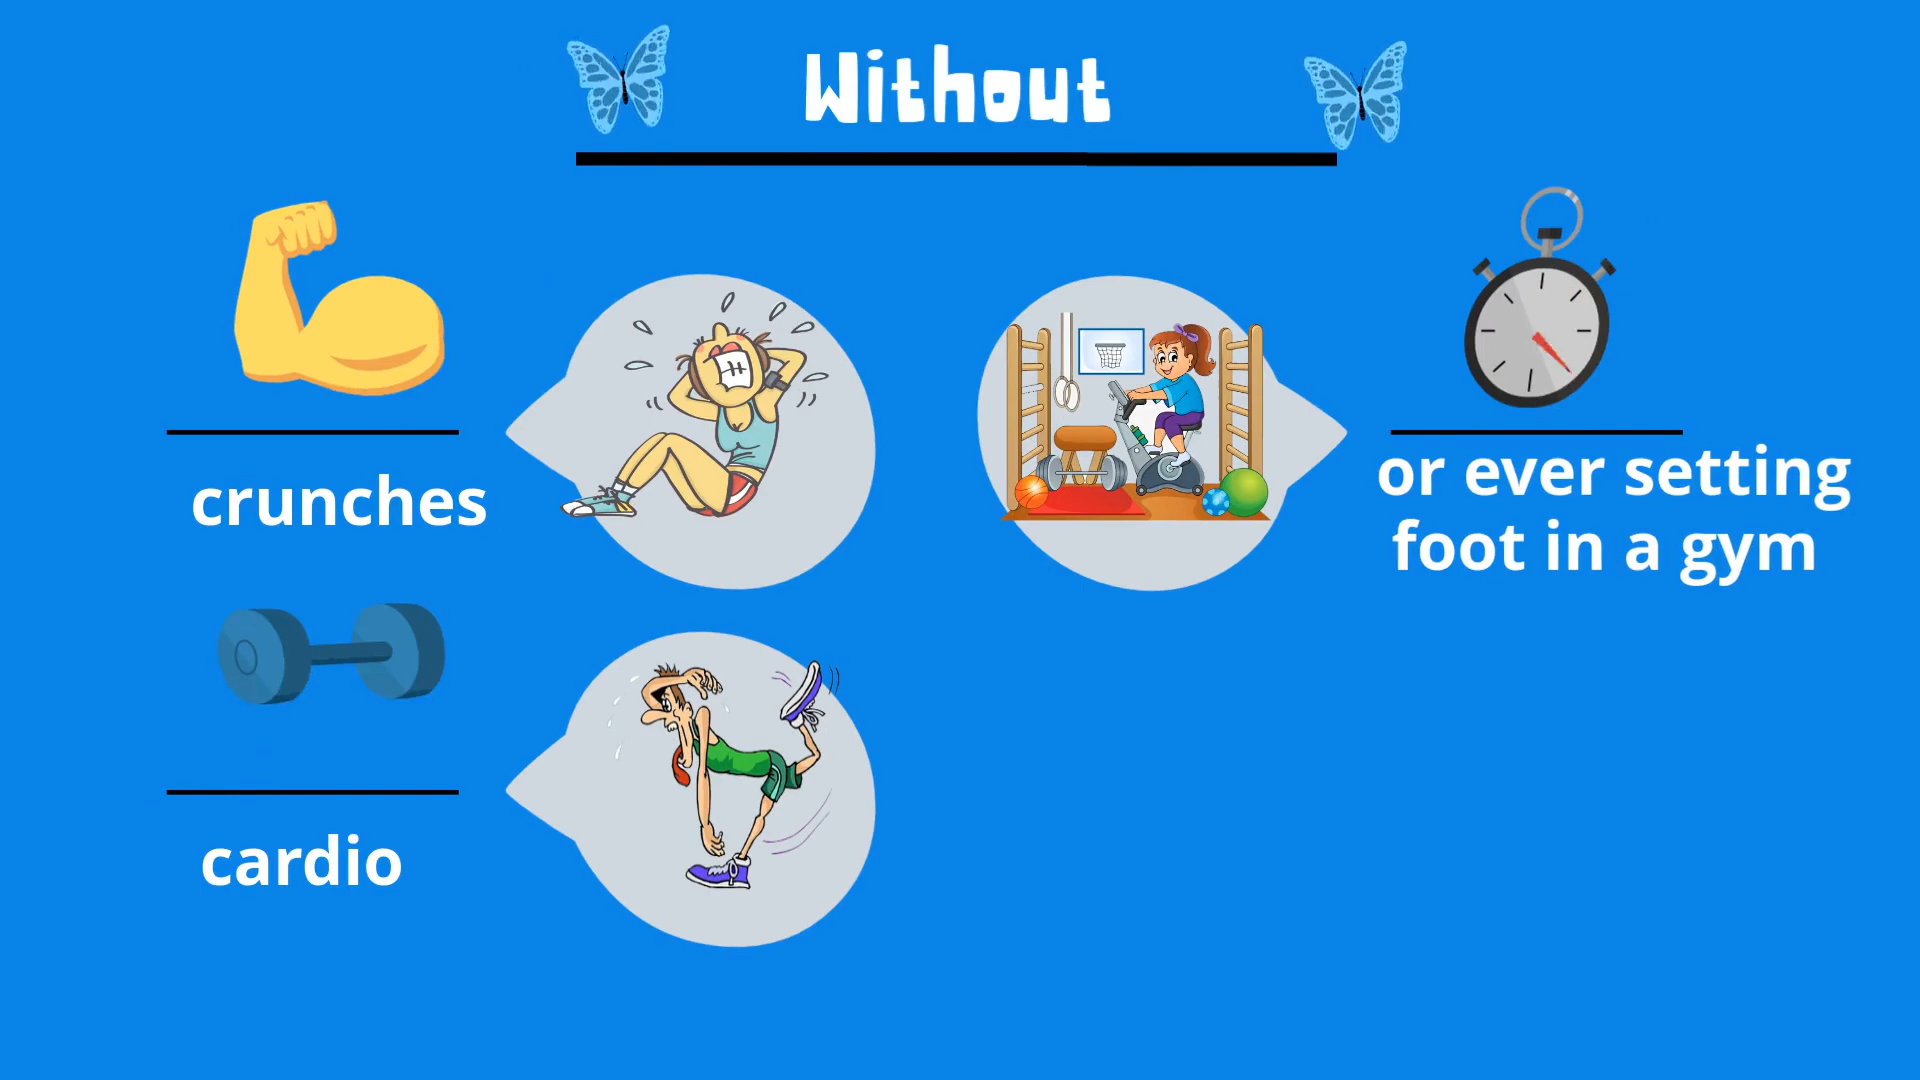 Without
crunches
cardio
or ever setting
foot in a gym